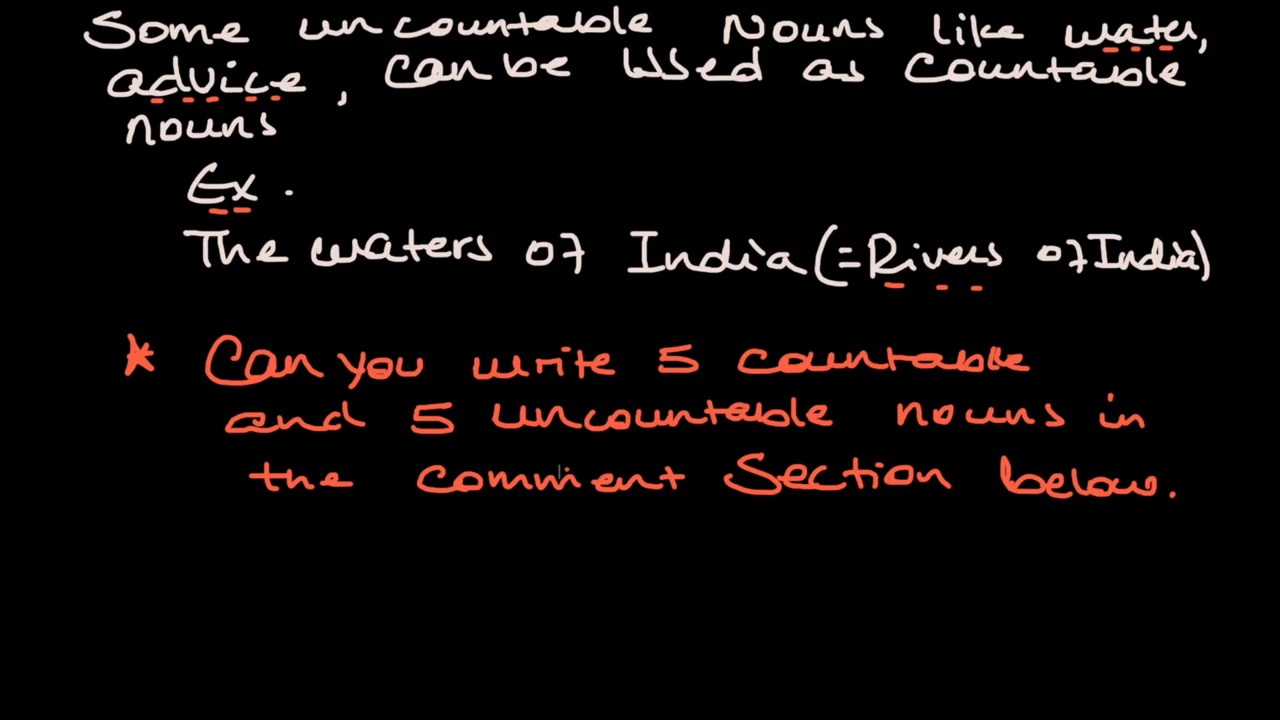 Some uncountable Nouns like water,
advice, can be Used as countable
nouns
Ex.
The waters of India (=Rivers of India)
* Can you write 5 countable
and 5 uncountable nouns in
the comment Section below.